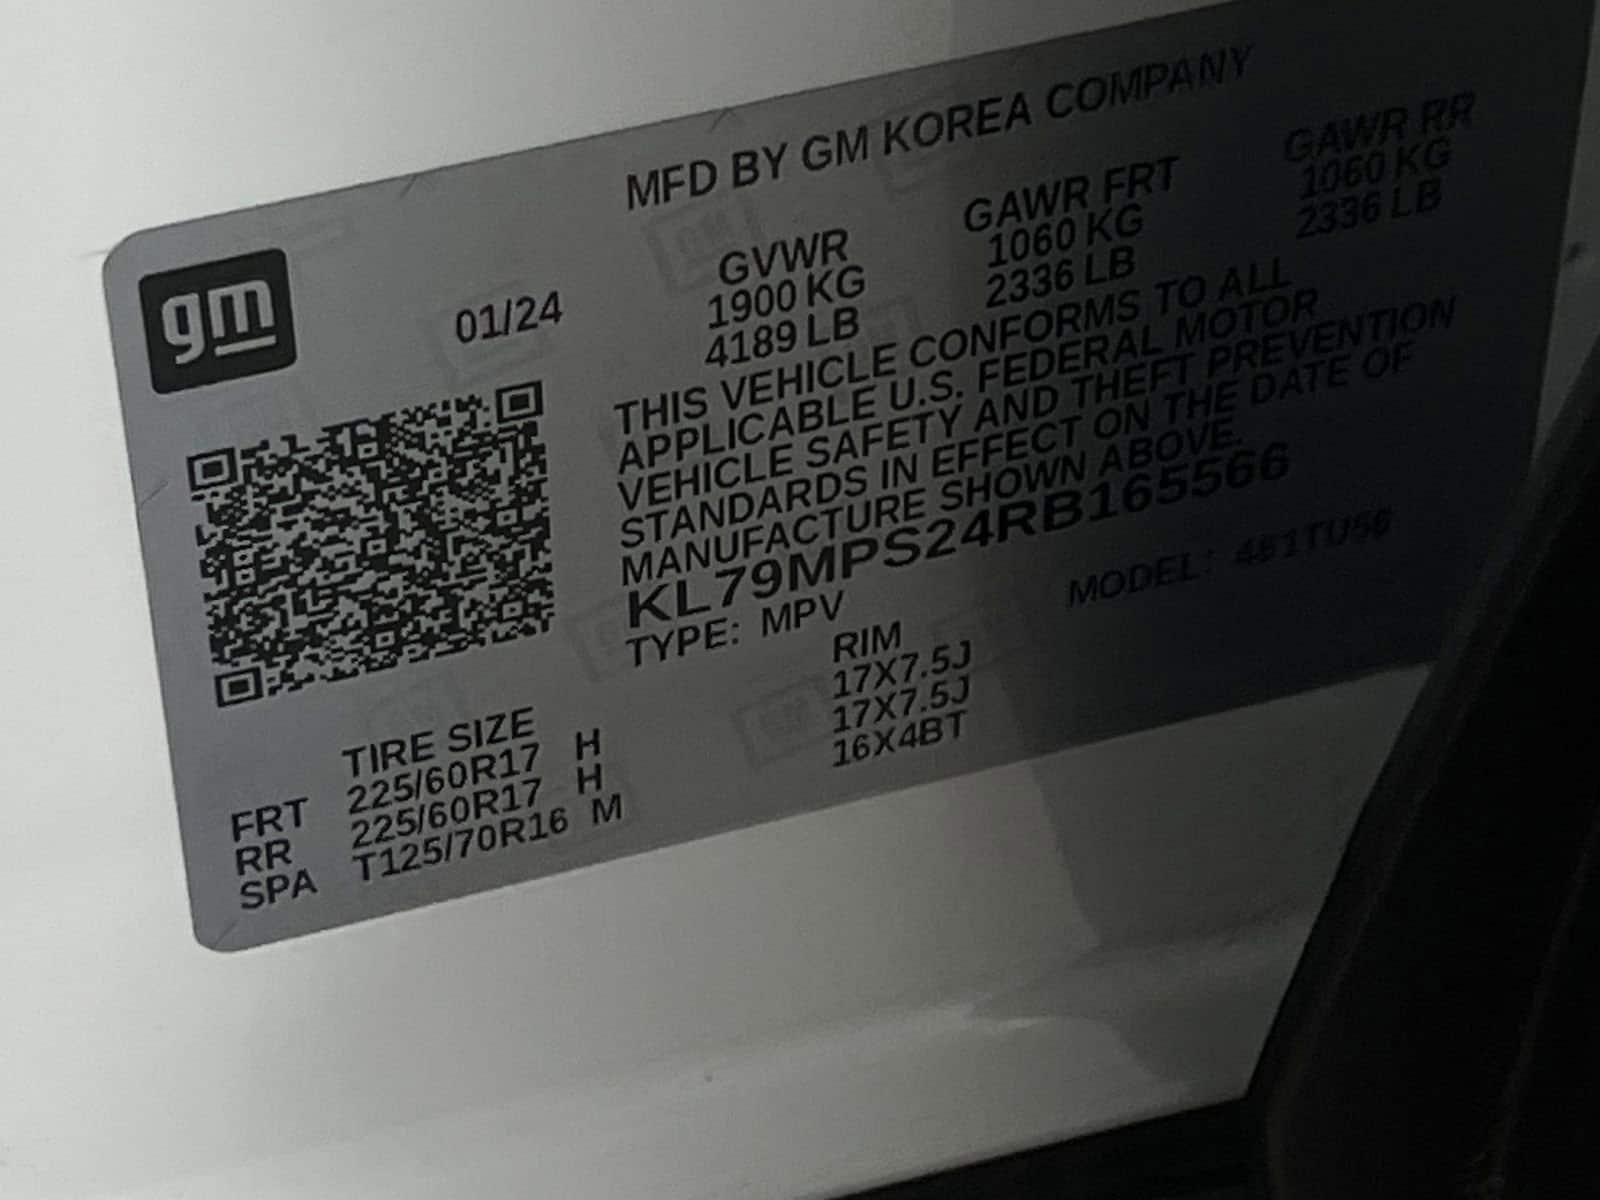 MFD BY GM KOREA COMPANY
gm
01/24
GVWR
1900 KG
4189 LB
GAWR FRT
1060 KG
2336 LB
GAWR RR
1060 KG
2336 LB
THIS VEHICLE CONFORMS TO ALL
APPLICABLE U.S. FEDERAL MOTOR
VEHICLE SAFETY AND THEFT PREVENTION
STANDARDS IN EFFECT ON THE DATE OF
MANUFACTURE SHOWN ABOVE.
KL79MPS24RB165566
TYPE: MPV
MODEL:
TIRE SIZE RIM
FRT 225/60R17 H 17X7.5J
RR 225/60R17 H 17X7.5J
SPA T125/70R16 M 16X4BT